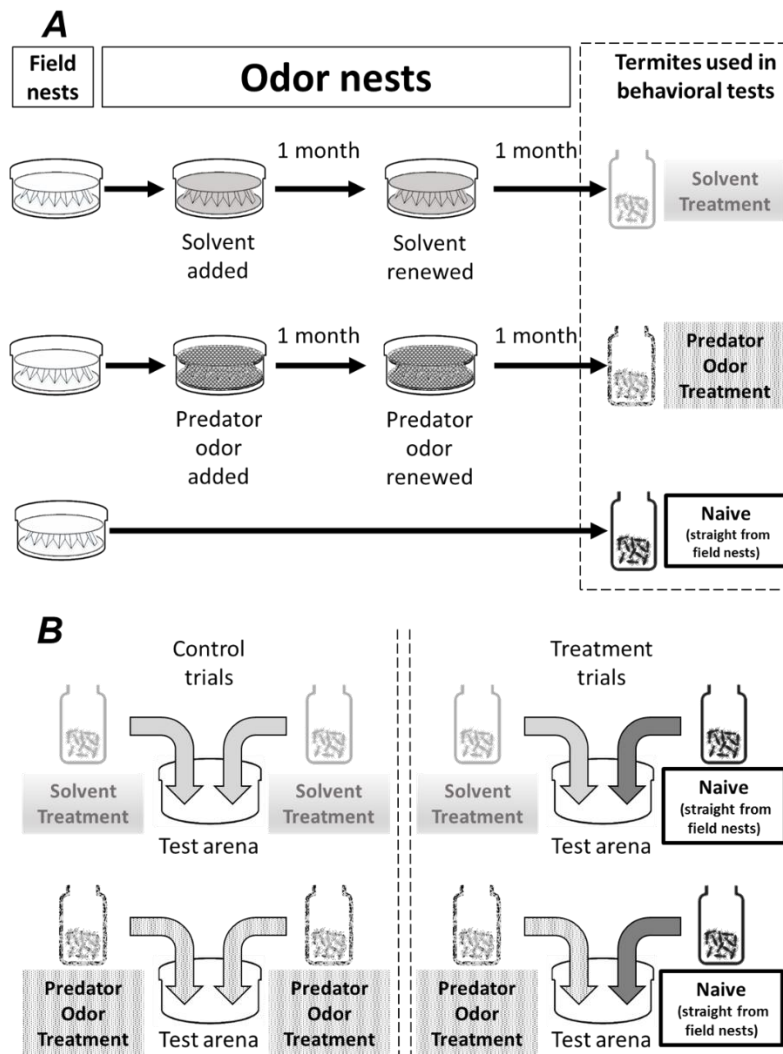 A
Field
nests
Odor nests
Termites used in
behavioral tests
1 month
1 month
Solvent
added
Solvent
renewed
Solvent
Treatment
1 month
1 month
Predator
odor
added
Predator
odor
renewed
Predator
Odor
Treatment
Naive
(straight from
field nests)
B
Control
trials
Treatment
trials
Solvent
Treatment
Test arena
Solvent
Treatment
Solvent
Treatment
Test arena
Naive
(straight from
field nests)
Predator
Odor
Treatment
Test arena
Predator
Odor
Treatment
Predator
Odor
Treatment
Test arena
Naive
(straight from
field nests)